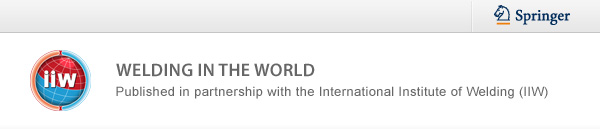 Springer
iiw
WELDING IN THE WORLD
Published in partnership with the International Institute of Welding (IIW)